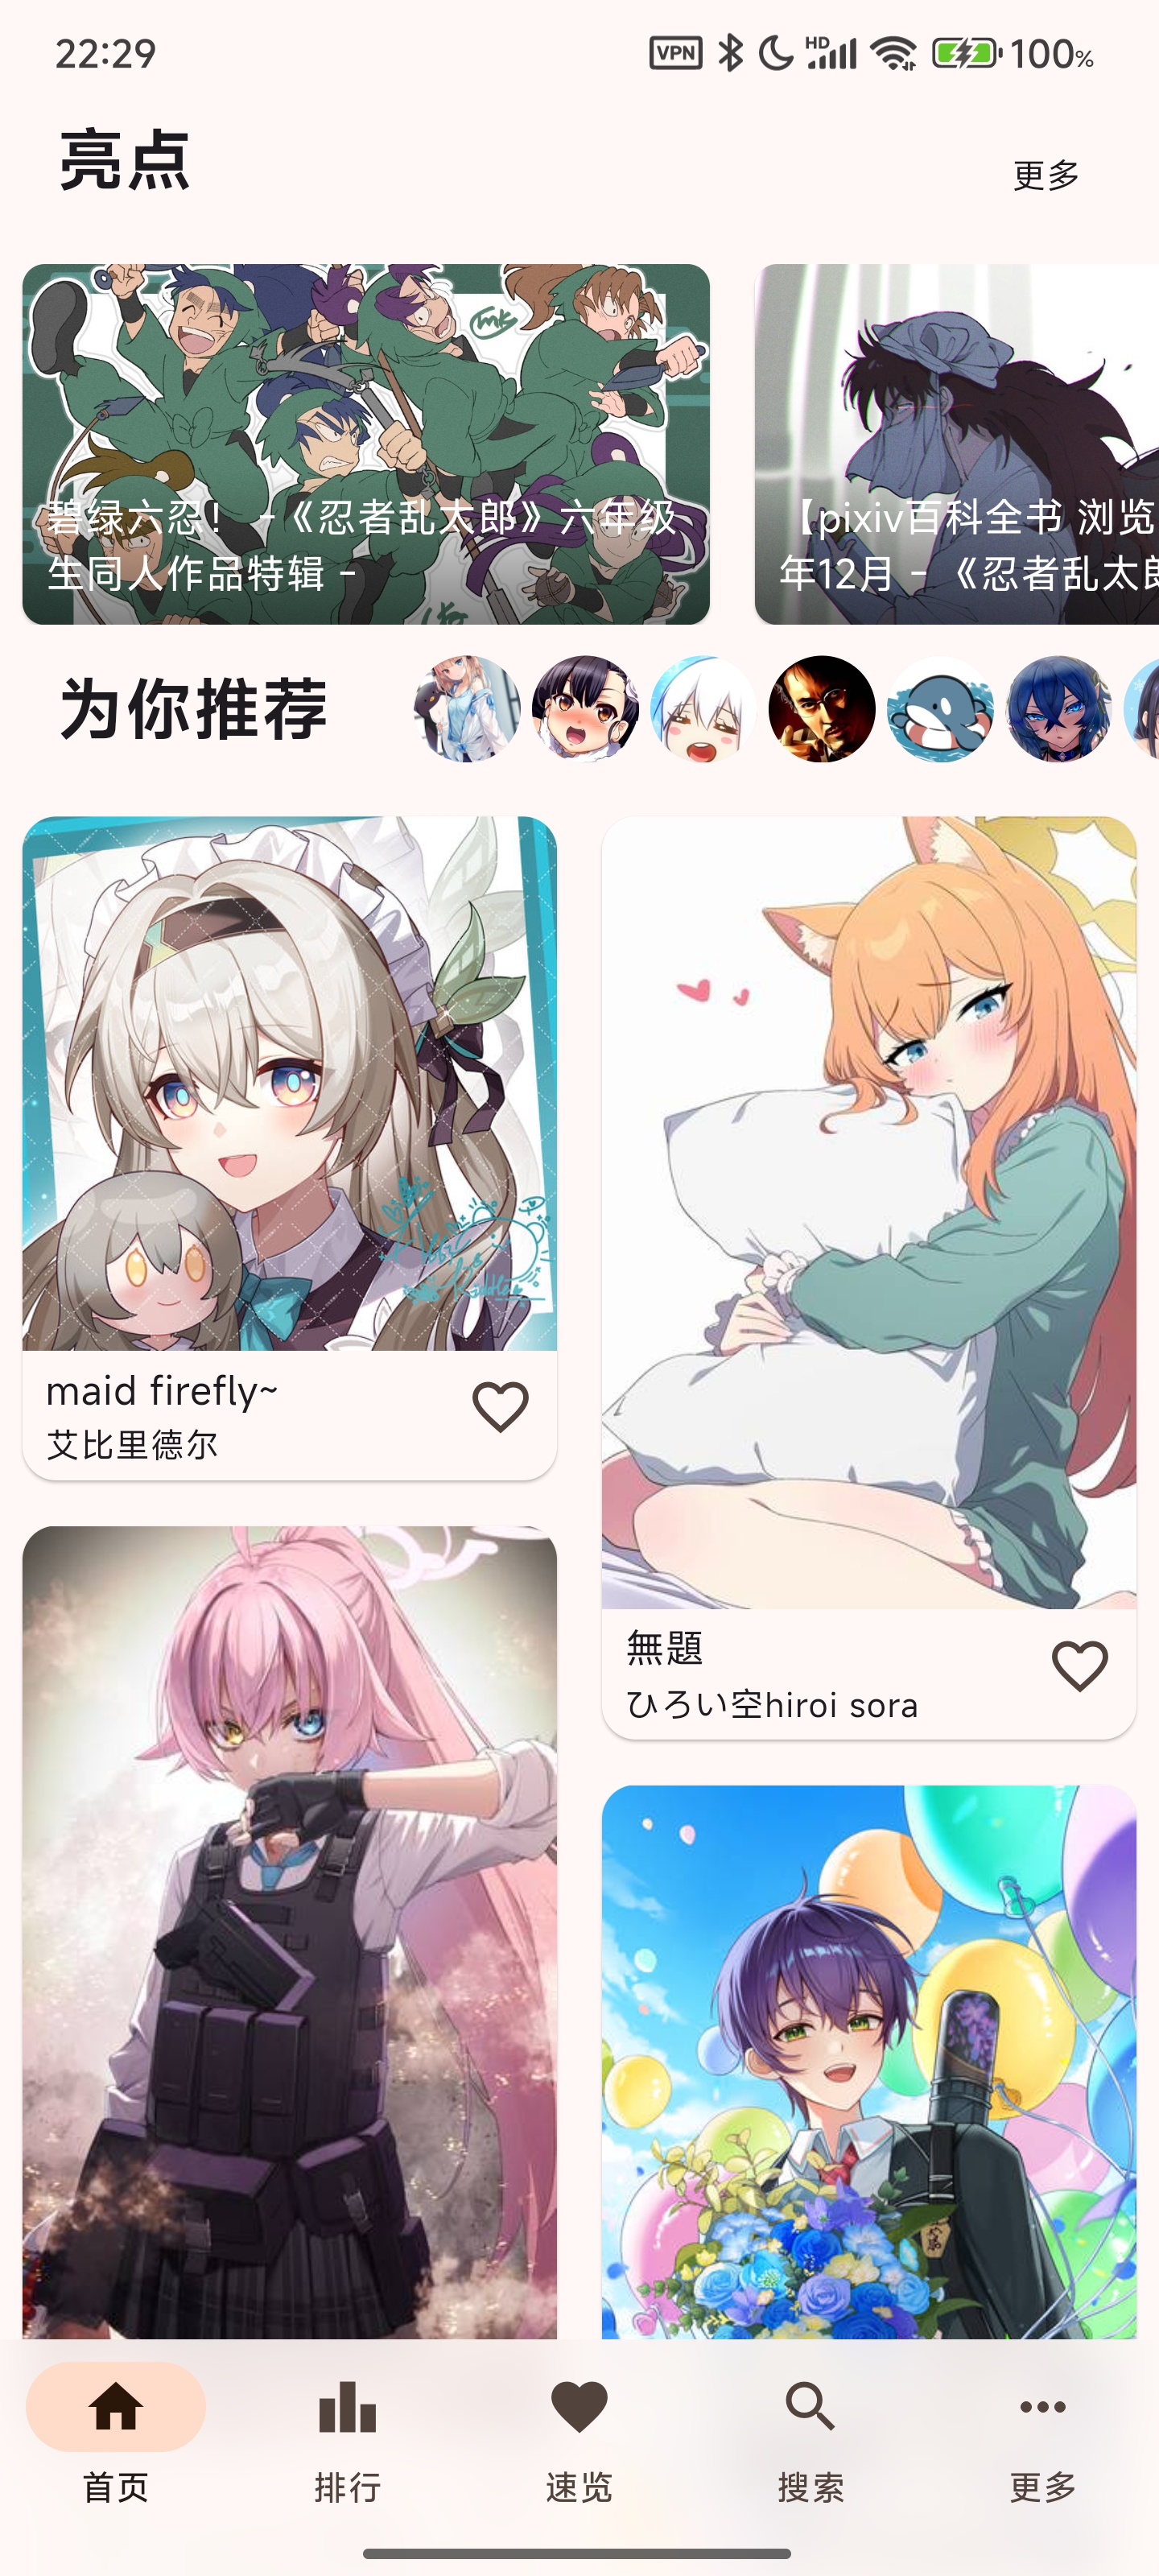 22:29
VPN
HD
100%
亮点
更多
碧绿六忍！ -《忍者乱太郎》六年级
生同人作品特辑 -
【pixiv百科全书 浏览
年12月 - 《忍者乱太郎
为你推荐
maid firefly~
艾比里德尔
無題
ひろい空hiroi sora
首页
排行
速览
搜索
更多